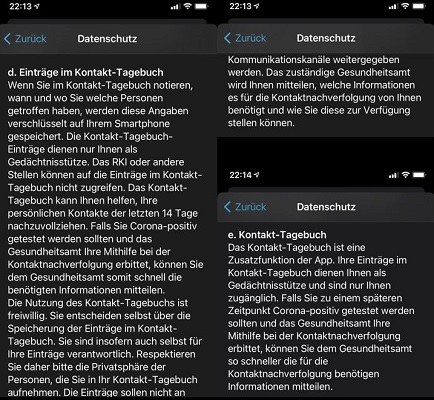 22:13
Zurück
Datenschutz
d. Einträge im Kontakt-Tagebuch
Wenn Sie im Kontakt-Tagebuch notieren,
wann und wo Sie welche Personen
getroffen haben, werden diese Angaben
verschlüsselt auf Ihrem Smartphone
gespeichert. Die Kontakt-Tagebuch-
Einträge dienen nur Ihnen als
Gedächtnisstütze. Das RKI oder andere
Stellen können auf die Einträge im Kontakt-
Tagebuch nicht zugreifen. Das Kontakt-
Tagebuch kann Ihnen helfen, Ihre
persönlichen Kontakte der letzten 14 Tage
nachzuvollziehen. Falls Sie Corona-positiv
getestet werden sollten und das
Gesundheitsamt Ihre Mithilfe bei der
Kontaktnachverfolgung erbittet, können Sie
dem Gesundheitsamt somit schnell die
benötigten Informationen mitteilen.
Die Nutzung des Kontakt-Tagebuchs ist
freiwillig. Sie entscheiden selbst über die
Speicherung der Einträge im Kontakt-
Tagebuch. Sie sind insofern auch selbst für
Ihre Einträge verantwortlich. Respektieren
Sie daher bitte die Privatsphäre der
Personen, die Sie in Ihr Kontakt-Tagebuch
aufnehmen. Die Einträge sollen nicht an
22:13
Zurück
Datenschutz
Kommunikationskanäle weitergegeben
werden. Das zuständige Gesundheitsamt
wird Ihnen mitteilen, welche Informationen
es für die Kontaktnachverfolgung von Ihnen
benötigt und wie Sie diese zur Verfügung
stellen können.
22:14
Zurück
Datenschutz
e. Kontakt-Tagebuch
Das Kontakt-Tagebuch ist eine
Zusatzfunktion der App. Ihre Einträge im
Kontakt-Tagebuch dienen Ihnen als
Gedächtnisstütze und sind nur Ihnen
zugänglich. Falls Sie zu einem späteren
Zeitpunkt Corona-positiv getestet werden
sollten und das Gesundheitsamt Ihre
Mithilfe bei der Kontaktnachverfolgung
erbittet, können Sie dem Gesundheitsamt
so schneller die für die
Kontaktnachverfolgung benötigen
Informationen mitteilen.